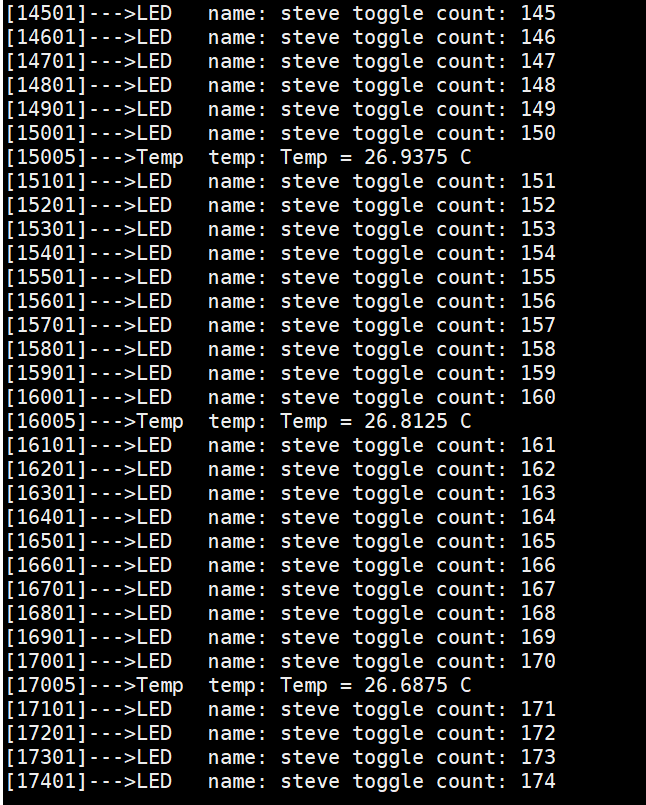 [14501]--->LED   name: steve toggle count: 145
[14601]--->LED   name: steve toggle count: 146
[14701]--->LED   name: steve toggle count: 147
[14801]--->LED   name: steve toggle count: 148
[14901]--->LED   name: steve toggle count: 149
[15001]--->LED   name: steve toggle count: 150
[15005]--->Temp  temp: Temp = 26.9375 C
[15101]--->LED   name: steve toggle count: 151
[15201]--->LED   name: steve toggle count: 152
[15301]--->LED   name: steve toggle count: 153
[15401]--->LED   name: steve toggle count: 154
[15501]--->LED   name: steve toggle count: 155
[15601]--->LED   name: steve toggle count: 156
[15701]--->LED   name: steve toggle count: 157
[15801]--->LED   name: steve toggle count: 158
[15901]--->LED   name: steve toggle count: 159
[16001]--->LED   name: steve toggle count: 160
[16005]--->Temp  temp: Temp = 26.8125 C
[16101]--->LED   name: steve toggle count: 161
[16201]--->LED   name: steve toggle count: 162
[16301]--->LED   name: steve toggle count: 163
[16401]--->LED   name: steve toggle count: 164
[16501]--->LED   name: steve toggle count: 165
[16601]--->LED   name: steve toggle count: 166
[16701]--->LED   name: steve toggle count: 167
[16801]--->LED   name: steve toggle count: 168
[16901]--->LED   name: steve toggle count: 169
[17001]--->LED   name: steve toggle count: 170
[17005]--->Temp  temp: Temp = 26.6875 C
[17101]--->LED   name: steve toggle count: 171
[17201]--->LED   name: steve toggle count: 172
[17301]--->LED   name: steve toggle count: 173
[17401]--->LED   name: steve toggle count: 174